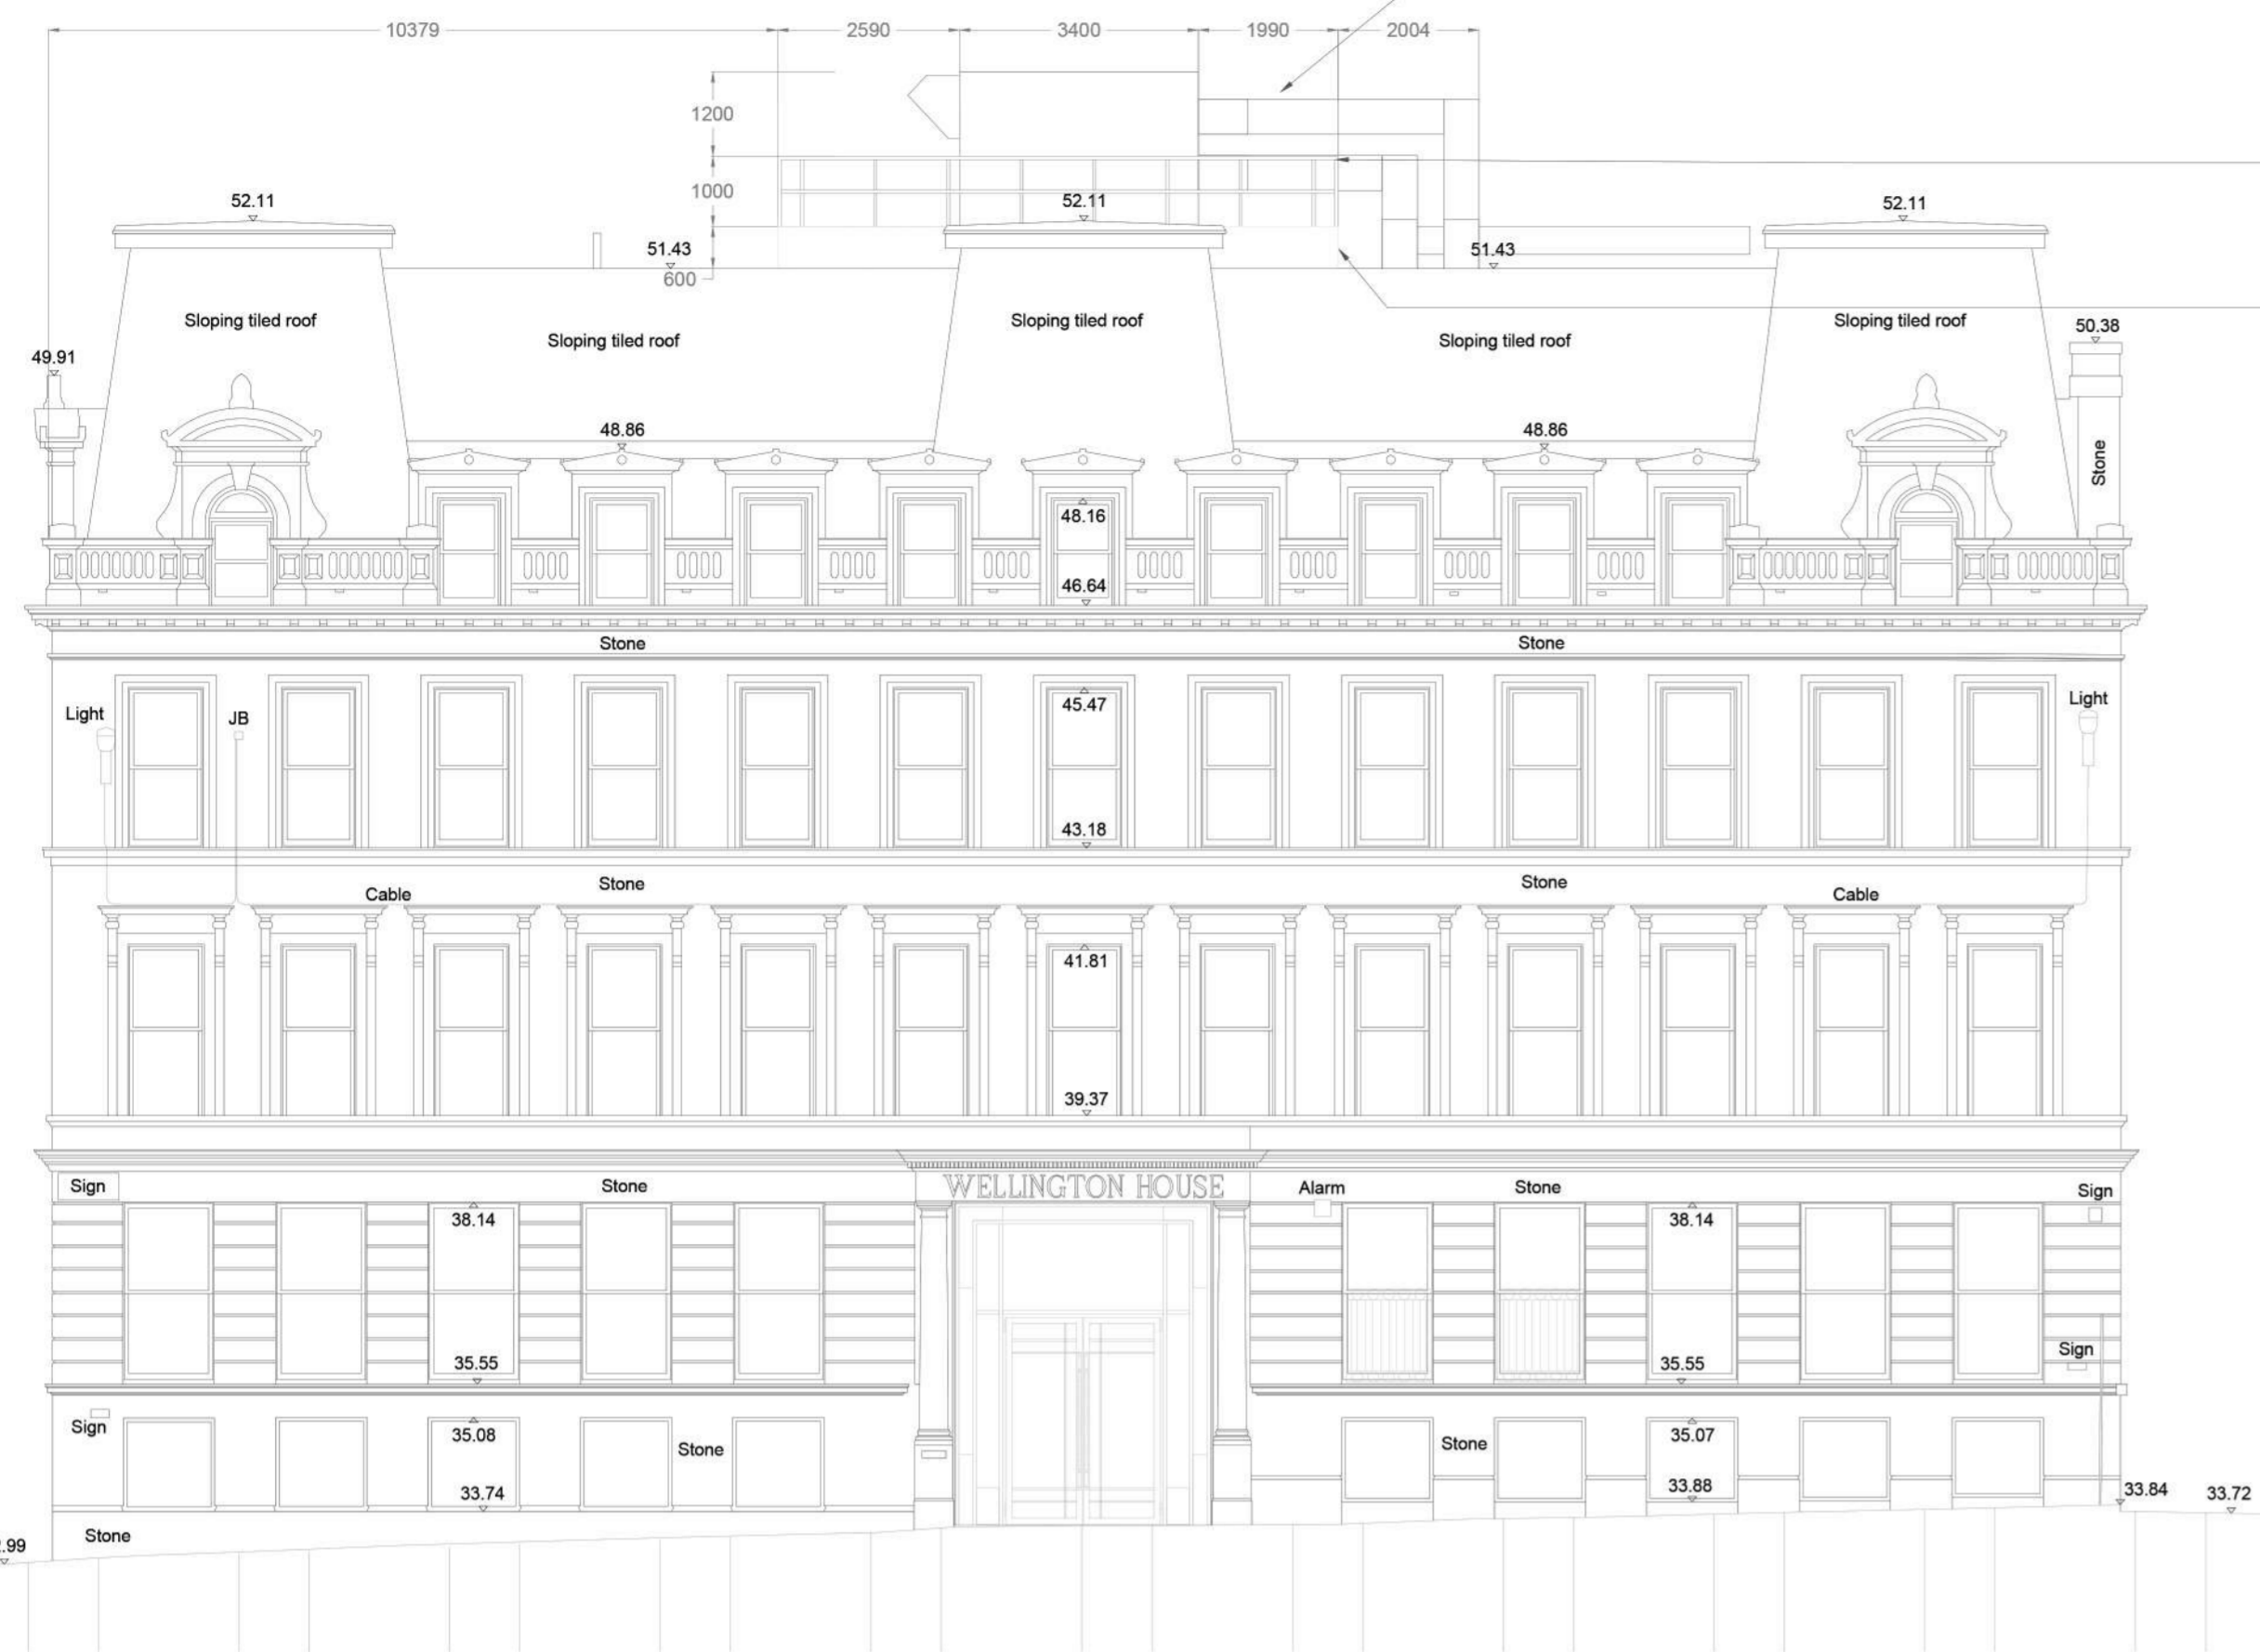 10379 2590 3400 1990 2004
1200
1000
52.11 52.11 52.11
51.43 51.43
600
Sloping tiled roof Sloping tiled roof Sloping tiled roof
50.38
Sloping tiled roof Sloping tiled roof
49.91
48.86 48.86
Stone
48.16
46.64
Stone Stone
Light JB 45.47 Light
43.18
Stone Stone
Cable Cable
41.81
39.37
Sign Stone WELLINGTON HOUSE Alarm Stone Sign
38.14 38.14
35.55 35.55 Sign
Sign 35.08 Stone Stone 35.07
33.74 33.88 33.84 33.72
Stone
.99